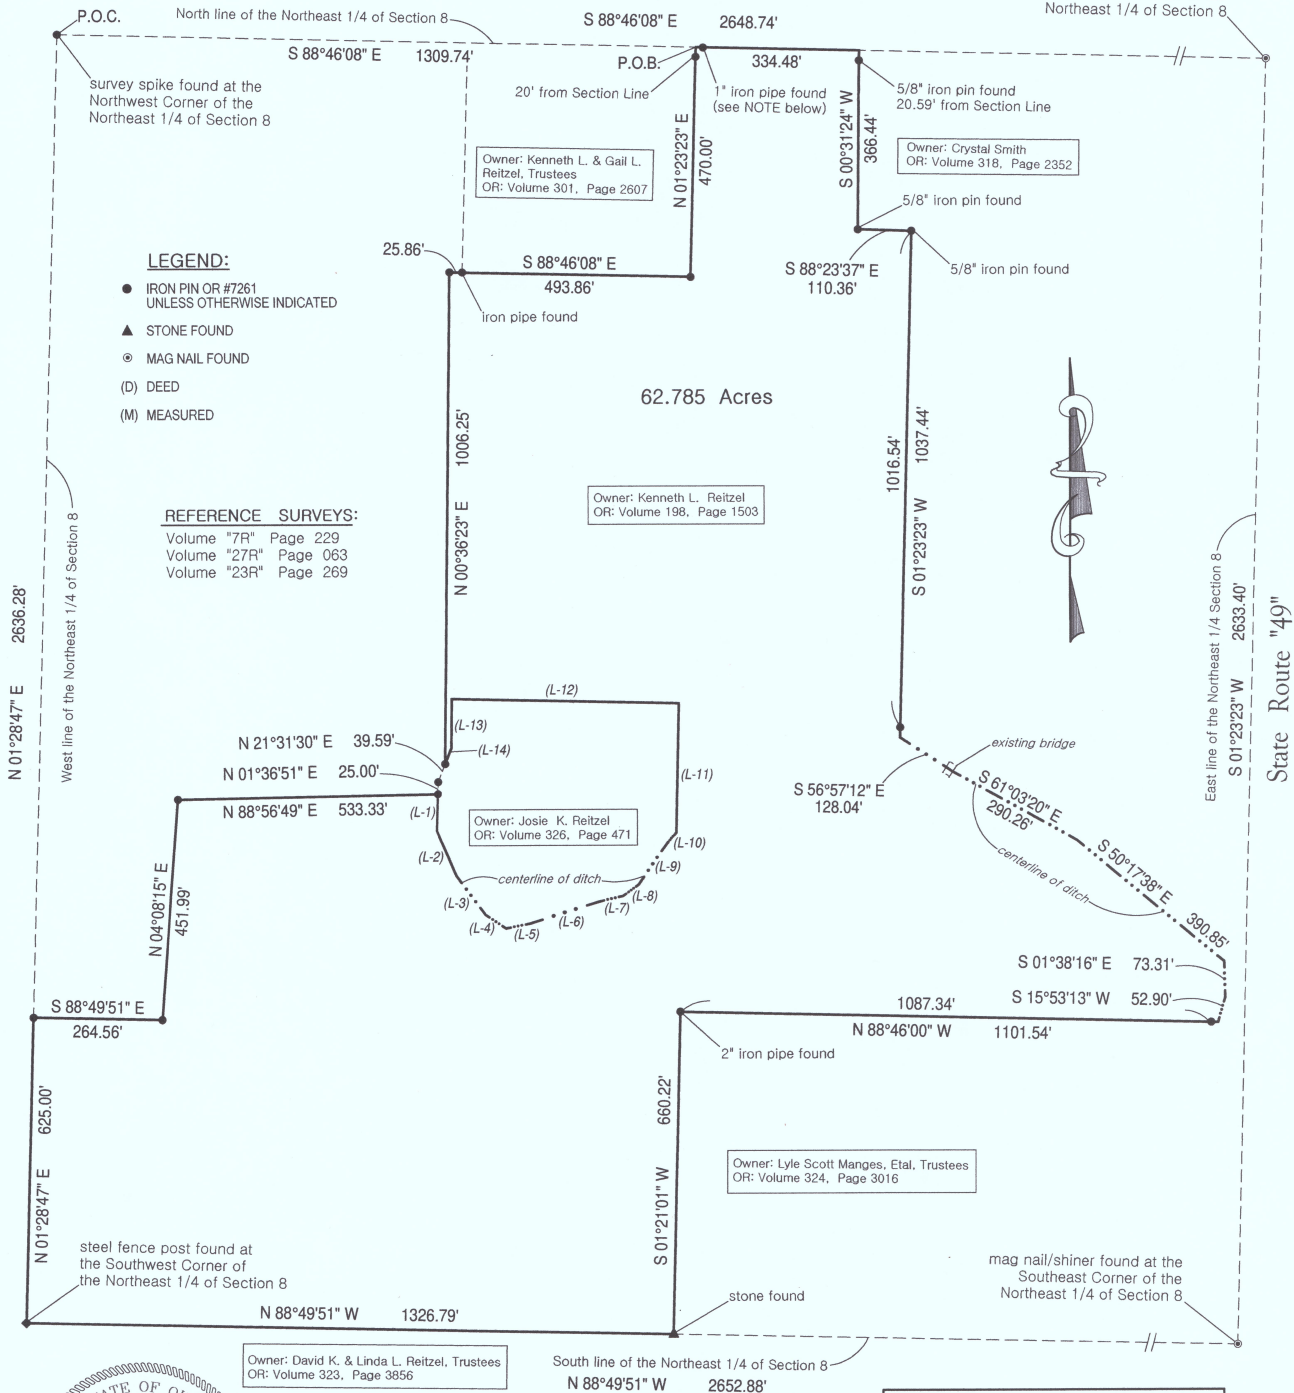 P.O.C.
North line of the Northeast 1/4 of Section 8
S 88°46'08" E 2648.74'
Northeast 1/4 of Section 8
S 88°46'08" E 1309.74'
P.O.B.
334.48'
survey spike found at the
Northwest Corner of the
Northeast 1/4 of Section 8
20' from Section Line
1" iron pipe found
(see NOTE below)
5/8" iron pin found
20.59' from Section Line
N 01°23'23" E
470.00'
S 00°31'24" W
366.44'
Owner: Kenneth L. & Gail L.
Reitzel, Trustees
OR: Volume 301, Page 2607
Owner: Crystal Smith
OR: Volume 318, Page 2352
5/8" iron pin found
25.86'
S 88°46'08" E
493.86'
iron pipe found
S 88°23'37" E
110.36'
5/8" iron pin found
LEGEND:
IRON PIN OR #7261
UNLESS OTHERWISE INDICATED
STONE FOUND
MAG NAIL FOUND
(D) DEED
(M) MEASURED
62.785 Acres
N 00°36'23" E 1006.25'
1016.54'
S 01°23'23" W 1037.44'
Owner: Kenneth L. Reitzel
OR: Volume 198, Page 1503
REFERENCE SURVEYS:
Volume "7R" Page 229
Volume "27R" Page 063
Volume "23R" Page 269
N 01°28'47" E 2636.28'
West line of the Northeast 1/4 of Section 8
East line of the Northeast 1/4 Section 8
S 01°23'23" W 2633.40'
State Route "49"
(L-12)
(L-13)
(L-14)
(L-11)
N 21°31'30" E 39.59'
N 01°36'51" E 25.00'
N 88°56'49" E 533.33'
(L-1)
Owner: Josie K. Reitzel
OR: Volume 326, Page 471
(L-10)
(L-2)
(L-9)
centerline of ditch
(L-8)
(L-3)
(L-7)
(L-4)
(L-6)
(L-5)
existing bridge
S 56°57'12" E
128.04'
S 61°03'20" E
290.26'
centerline of ditch
S 50°17'38" E 390.85'
N 04°08'15" E
451.99'
S 01°38'16" E 73.31'
S 15°53'13" W 52.90'
S 88°49'51" E
264.56'
1087.34'
N 88°46'00" W 1101.54'
2" iron pipe found
N 01°28'47" E 625.00'
S 01°21'01" W 660.22'
Owner: Lyle Scott Manges, Etal, Trustees
OR: Volume 324, Page 3016
steel fence post found at
the Southwest Corner of
the Northeast 1/4 of Section 8
mag nail/shiner found at the
Southeast Corner of the
Northeast 1/4 of Section 8
stone found
N 88°49'51" W 1326.79'
Owner: David K. & Linda L. Reitzel, Trustees
OR: Volume 323, Page 3856
South line of the Northeast 1/4 of Section 8
N 88°49'51" W 2652.88'